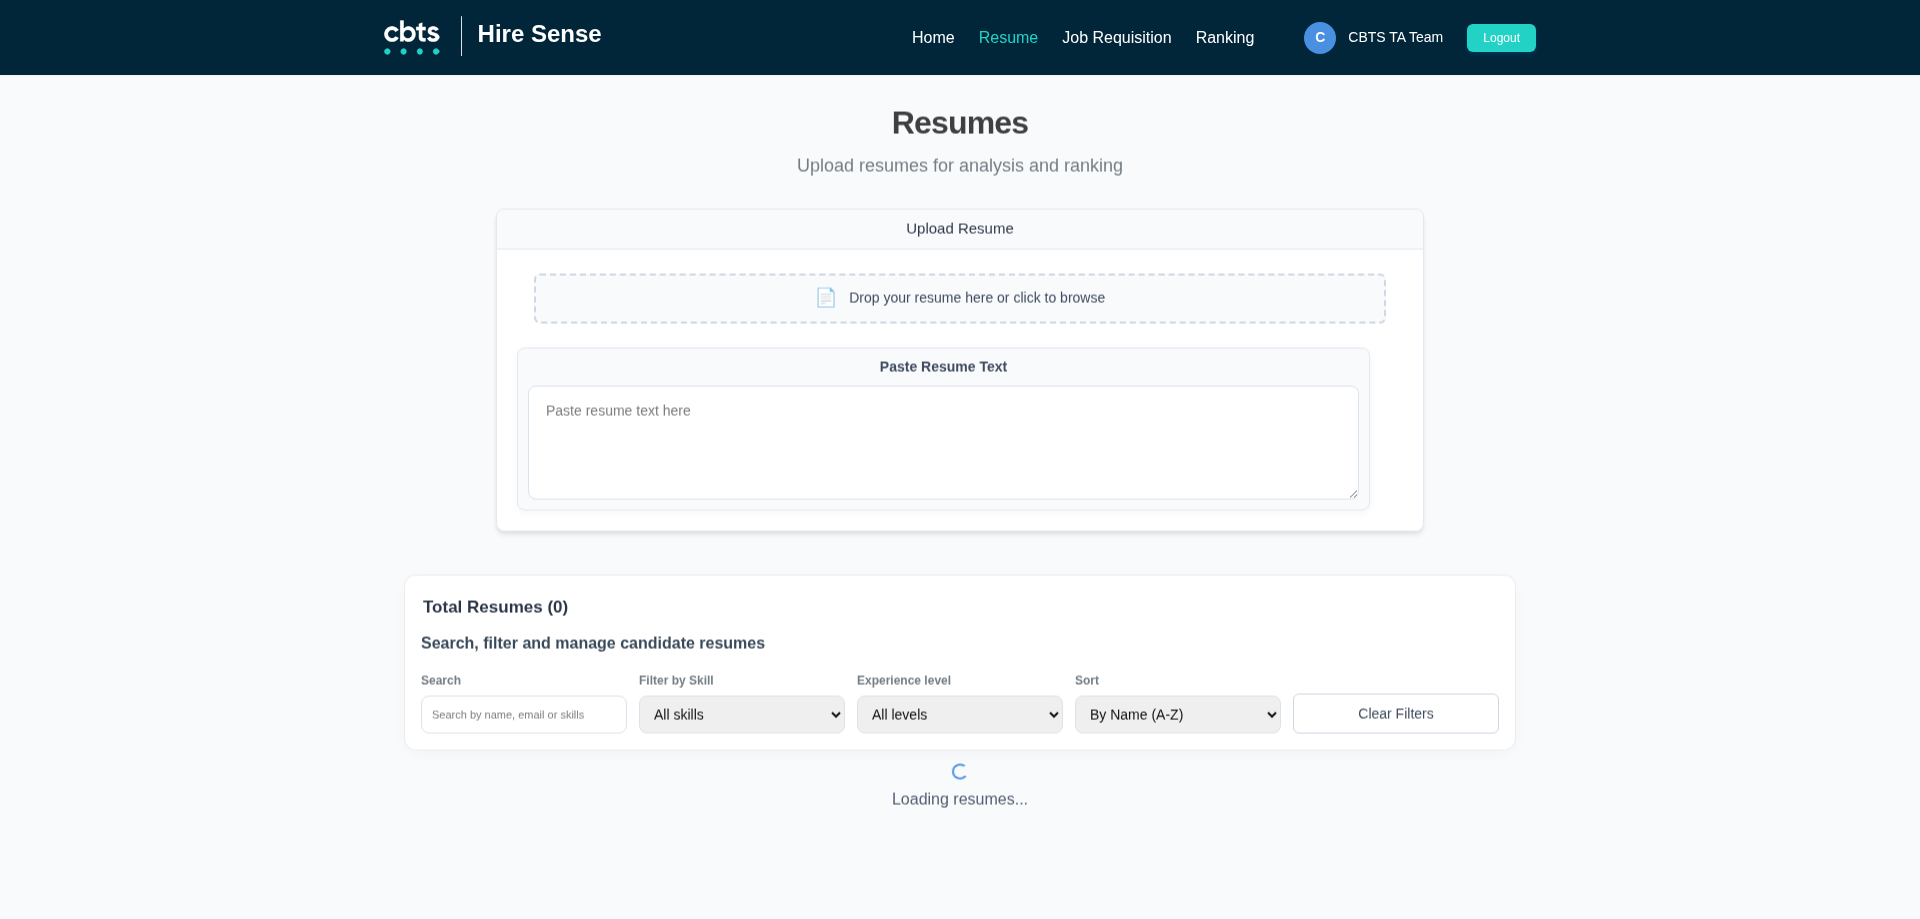 cbts
Hire Sense
Home Resume Job Requisition Ranking C CBTS TA Team Logout
Resumes
Upload resumes for analysis and ranking
Upload Resume
Drop your resume here or click to browse
Paste Resume Text
Paste resume text here
Total Resumes (0)
Search, filter and manage candidate resumes
Search Filter by Skill Experience level Sort
Search by name, email or skills All skills All levels By Name (A-Z) Clear Filters
Loading resumes...